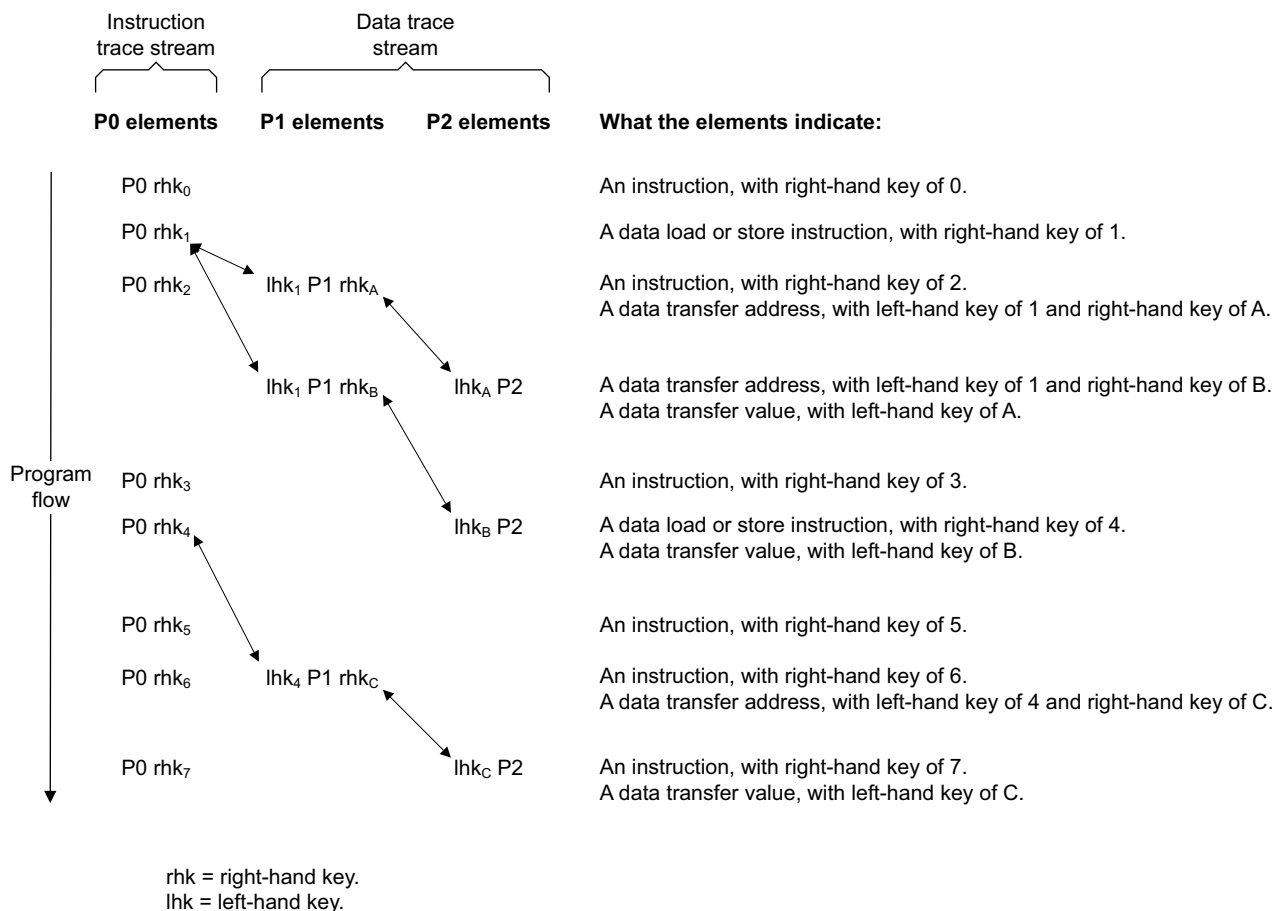 Instruction
trace stream
Data trace
stream
P0 elements P1 elements P2 elements What the elements indicate:
P0 rhk₀ An instruction, with right-hand key of 0.
P0 rhk₁ A data load or store instruction, with right-hand key of 1.
P0 rhk₂ lhk₁ P1 rhk_A An instruction, with right-hand key of 2.
A data transfer address, with left-hand key of 1 and right-hand key of A.
lhk₁ P1 rhk_B lhk_A P2 A data transfer address, with left-hand key of 1 and right-hand key of B.
A data transfer value, with left-hand key of A.
Program
flow
P0 rhk₃ An instruction, with right-hand key of 3.
P0 rhk₄ lhk_B P2 A data load or store instruction, with right-hand key of 4.
A data transfer value, with left-hand key of B.
P0 rhk₅ An instruction, with right-hand key of 5.
P0 rhk₆ lhk₄ P1 rhk_C An instruction, with right-hand key of 6.
A data transfer address, with left-hand key of 4 and right-hand key of C.
P0 rhk₇ lhk_C P2 An instruction, with right-hand key of 7.
A data transfer value, with left-hand key of C.
rhk = right-hand key.
lhk = left-hand key.